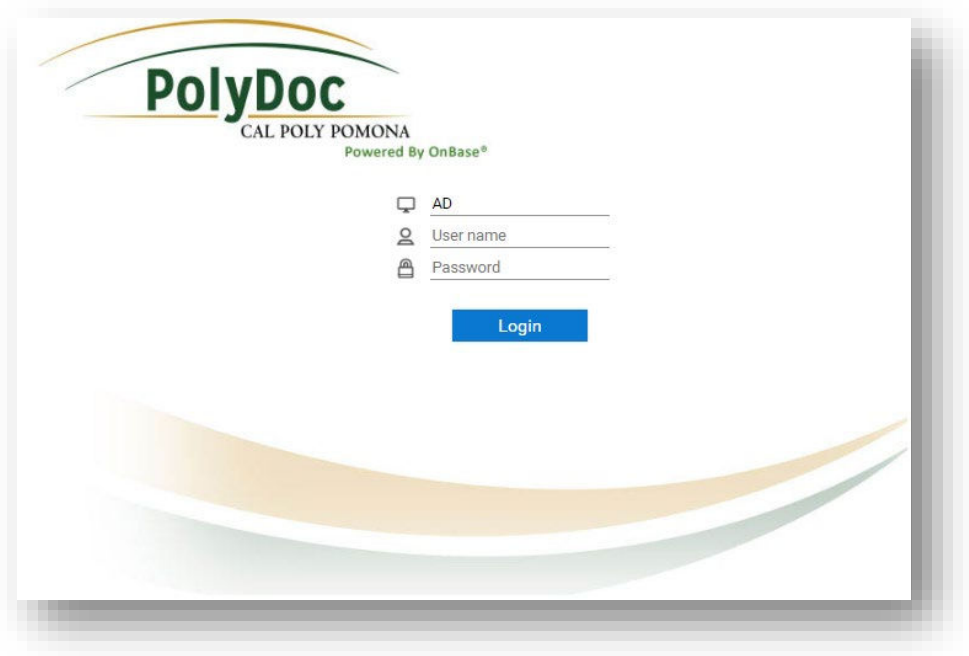 PolyDoc
CAL POLY POMONA
Powered By OnBase®
AD
User name
Password
Login